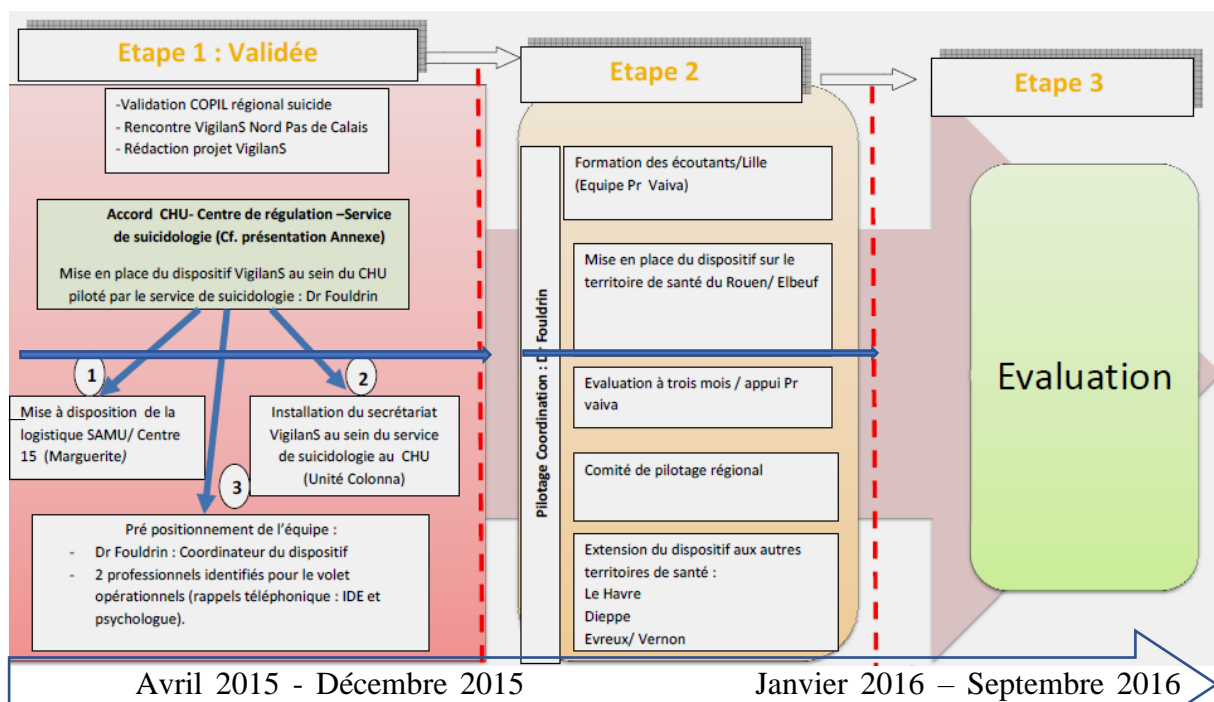 Etape 1 : Validée
-Validation COPIL régional suicide
- Rencontre VigilanS Nord Pas de Calais
- Rédaction projet VigilanS
Accord CHU- Centre de régulation –Service
de suicidologie (Cf. présentation Annexe)
Mise en place du dispositif VigilanS au sein du CHU
piloté par le service de suicidologie : Dr Fouldrin
1
2
3
Mise à disposition de la
logistique SAMU/ Centre
15 (Marguerite)
Installation du secrétariat
VigilanS au sein du service
de suicidologie au CHU
(Unité Colonna)
Pré positionnement de l'équipe :
- Dr Fouldrin : Coordinateur du dispositif
- 2 professionnels identifiés pour le volet
opérationnels (rappels téléphonique : IDE et
psychologue).
Etape 2
Pilotage Coordination : Dr Fouldrin
Formation des écoutants/Lille
(Equipe Pr Vaiva)
Mise en place du dispositif sur le
territoire de santé du Rouen/ Elbeuf
Evaluation à trois mois / appui Pr
vaiva
Comité de pilotage régional
Extension du dispositif aux autres
territoires de santé :
Le Havre
Dieppe
Evreux/ Vernon
Etape 3
Evaluation
Avril 2015 - Décembre 2015
Janvier 2016 – Septembre 2016